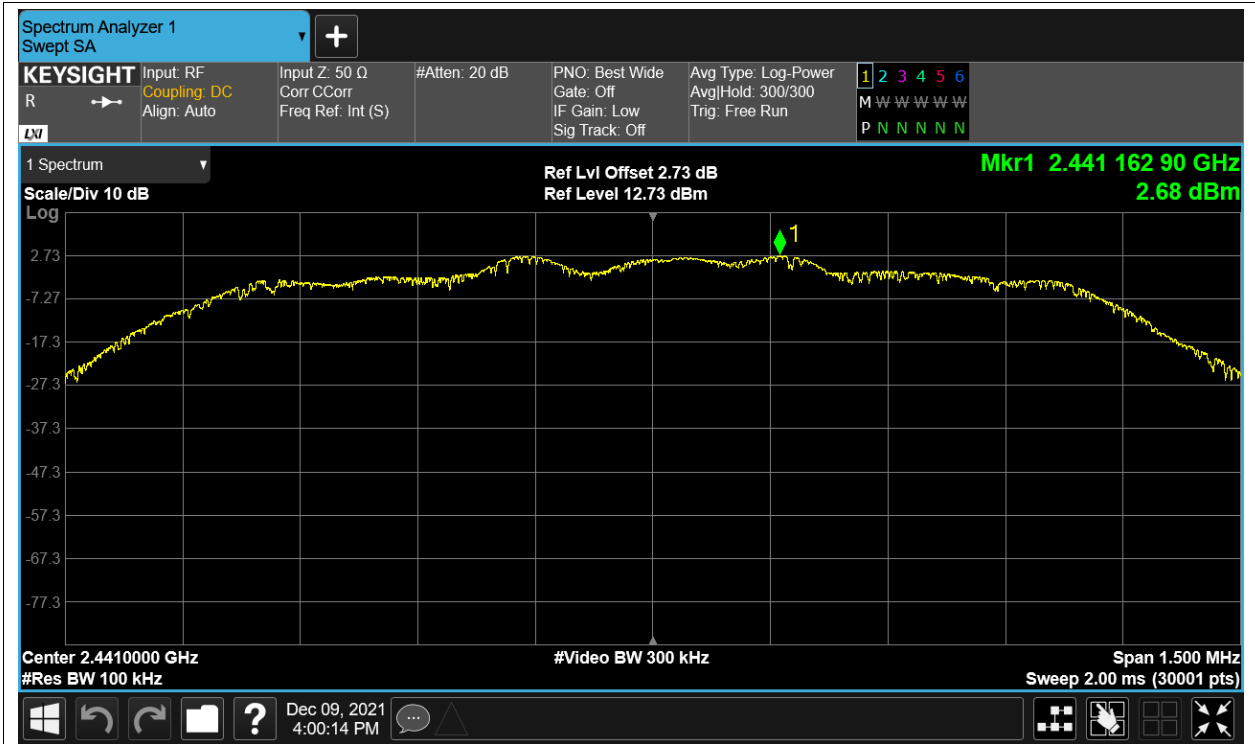 Spectrum Analyzer 1
Swept SA
KEYSIGHT
R
LXI
Input: RF
Coupling: DC
Align: Auto
Input Z: 50 Ω
Corr CCorr
Freq Ref: Int (S)
#Atten: 20 dB
PNO: Best Wide
Gate: Off
IF Gain: Low
Sig Track: Off
Avg Type: Log-Power
Avg|Hold: 300/300
Trig: Free Run
1 2 3 4 5 6
M W W W W W
P N N N N N
1 Spectrum
Scale/Div 10 dB
Log
Ref Lvl Offset 2.73 dB
Ref Level 12.73 dBm
Mkr1 2.441 162 90 GHz
2.68 dBm
1
2.73
-7.27
-17.3
-27.3
-37.3
-47.3
-57.3
-67.3
-77.3
Center 2.4410000 GHz
#Res BW 100 kHz
#Video BW 300 kHz
Span 1.500 MHz
Sweep 2.00 ms (30001 pts)
?
Dec 09, 2021
4:00:14 PM